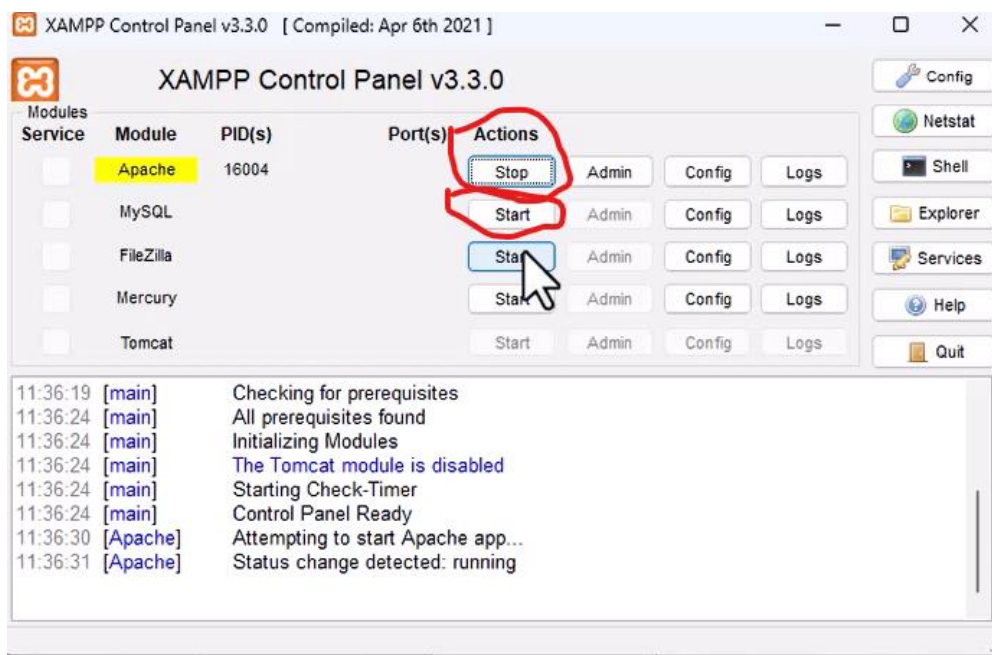 XAMPP Control Panel v3.3.0 [ Compiled: Apr 6th 2021 ]
XAMPP Control Panel v3.3.0
Config
Modules
Service Module PID(s) Port(s) Actions
Netstat
Apache 16004 Stop Admin Config Logs
Shell
MySQL Start Admin Config Logs
Explorer
FileZilla Start Admin Config Logs
Services
Mercury Start Admin Config Logs
Help
Tomcat Start Admin Config Logs
Quit
11:36:19 [main] Checking for prerequisites
11:36:24 [main] All prerequisites found
11:36:24 [main] Initializing Modules
11:36:24 [main] The Tomcat module is disabled
11:36:24 [main] Starting Check-Timer
11:36:24 [main] Control Panel Ready
11:36:30 [Apache] Attempting to start Apache app...
11:36:31 [Apache] Status change detected: running